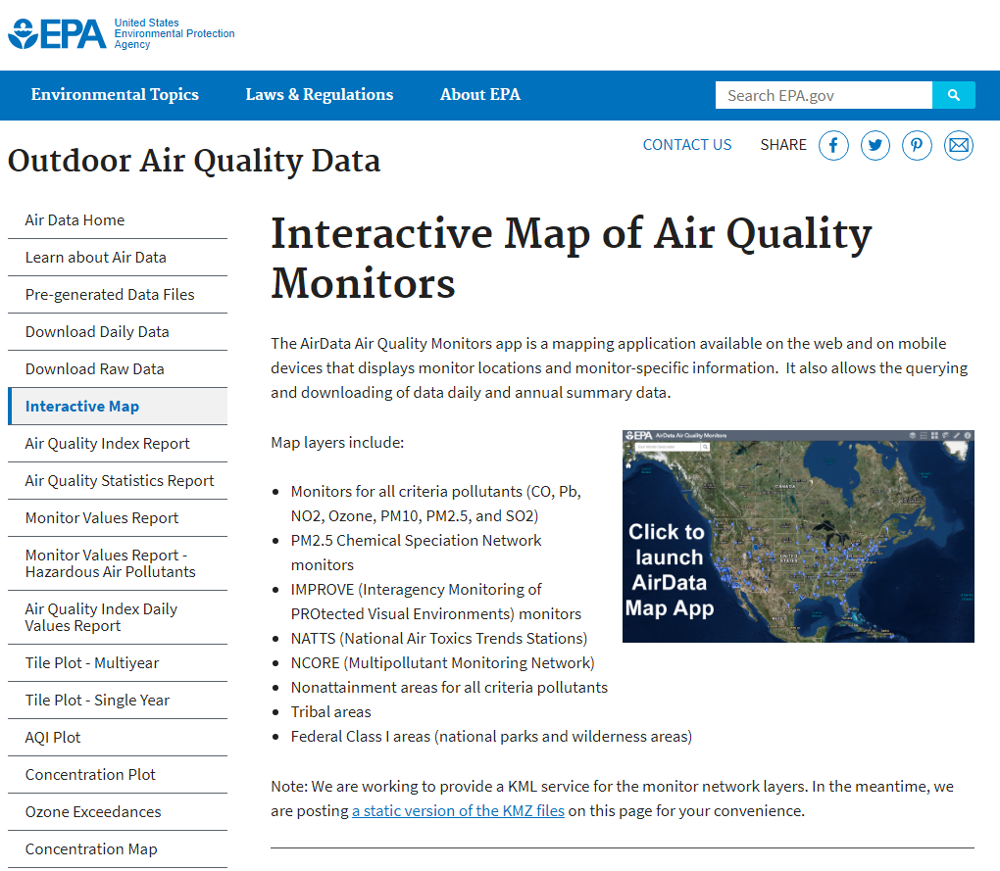 EPA
United States
Environmental Protection
Agency
Environmental Topics
Laws & Regulations
About EPA
Search EPA.gov
CONTACT US
SHARE
Outdoor Air Quality Data
Air Data Home
Learn about Air Data
Pre-generated Data Files
Download Daily Data
Download Raw Data
Interactive Map
Air Quality Index Report
Air Quality Statistics Report
Monitor Values Report
Monitor Values Report -
Hazardous Air Pollutants
Air Quality Index Daily
Values Report
Tile Plot - Multiyear
Tile Plot - Single Year
AQI Plot
Concentration Plot
Ozone Exceedances
Concentration Map
Interactive Map of Air Quality
Monitors
The AirData Air Quality Monitors app is a mapping application available on the web and on mobile
devices that displays monitor locations and monitor-specific information.  It also allows the querying
and downloading of data daily and annual summary data.
Map layers include:
Monitors for all criteria pollutants (CO, Pb,
NO2, Ozone, PM10, PM2.5, and SO2)
PM2.5 Chemical Speciation Network
monitors
IMPROVE (Interagency Monitoring of
PROtected Visual Environments) monitors
NATTS (National Air Toxics Trends Stations)
NCORE (Multipollutant Monitoring Network)
Nonattainment areas for all criteria pollutants
Tribal areas
Federal Class I areas (national parks and wilderness areas)
EPA AirData Air Quality Monitors
CANADA
UNITED
STATES
Click to
launch
AirData
Map App
Note: We are working to provide a KML service for the monitor network layers. In the meantime, we
are posting a static version of the KMZ files on this page for your convenience.